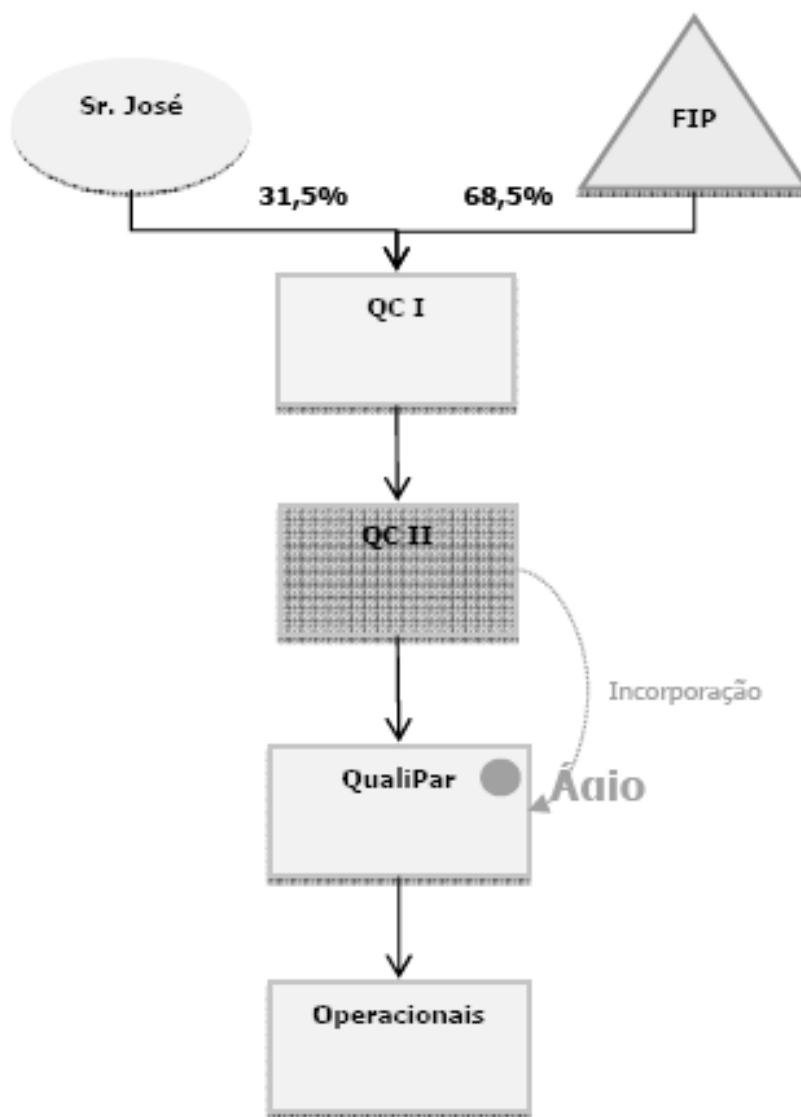 Sr. José
FIP
31,5%
68,5%
QC I
QC II
Incorporação
QualiPar
Ágio
Operacionais